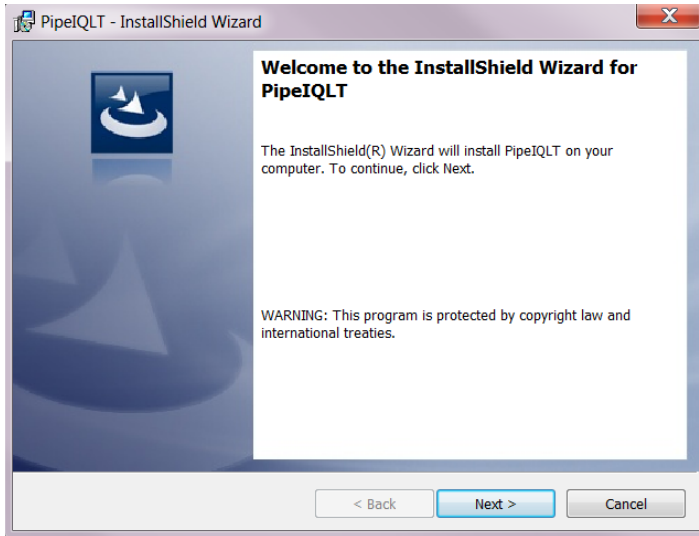 PipeIQLT - InstallShield Wizard
X
Welcome to the InstallShield Wizard for
PipeIQLT
The InstallShield(R) Wizard will install PipeIQLT on your
computer. To continue, click Next.
WARNING: This program is protected by copyright law and
international treaties.
< Back Next > Cancel